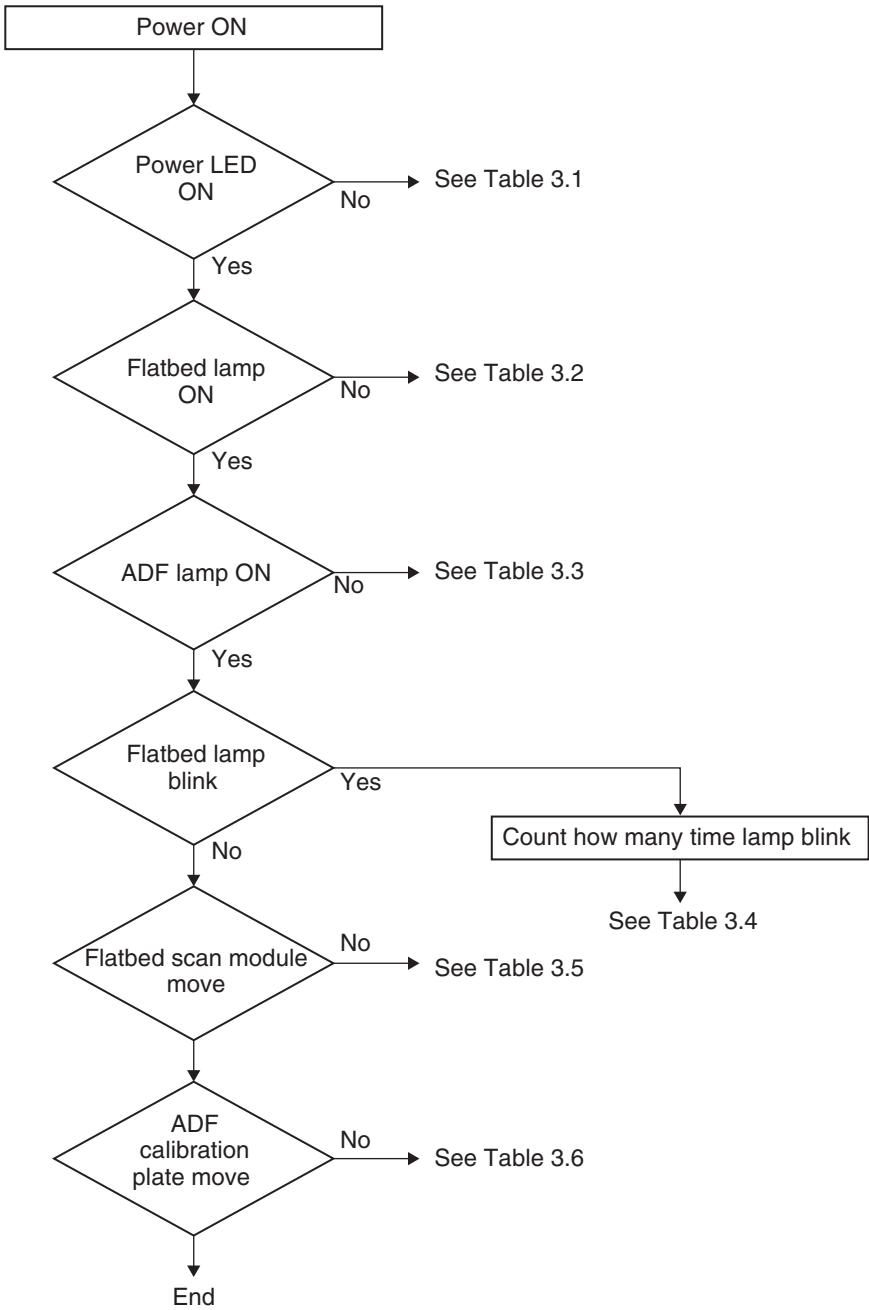 Power ON
Power LED
ON
No
See Table 3.1
Yes
Flatbed lamp
ON
No
See Table 3.2
Yes
ADF lamp ON
No
See Table 3.3
Yes
Flatbed lamp
blink
Yes
Count how many time lamp blink
See Table 3.4
No
Flatbed scan module
move
No
See Table 3.5
ADF
calibration
plate move
No
See Table 3.6
End